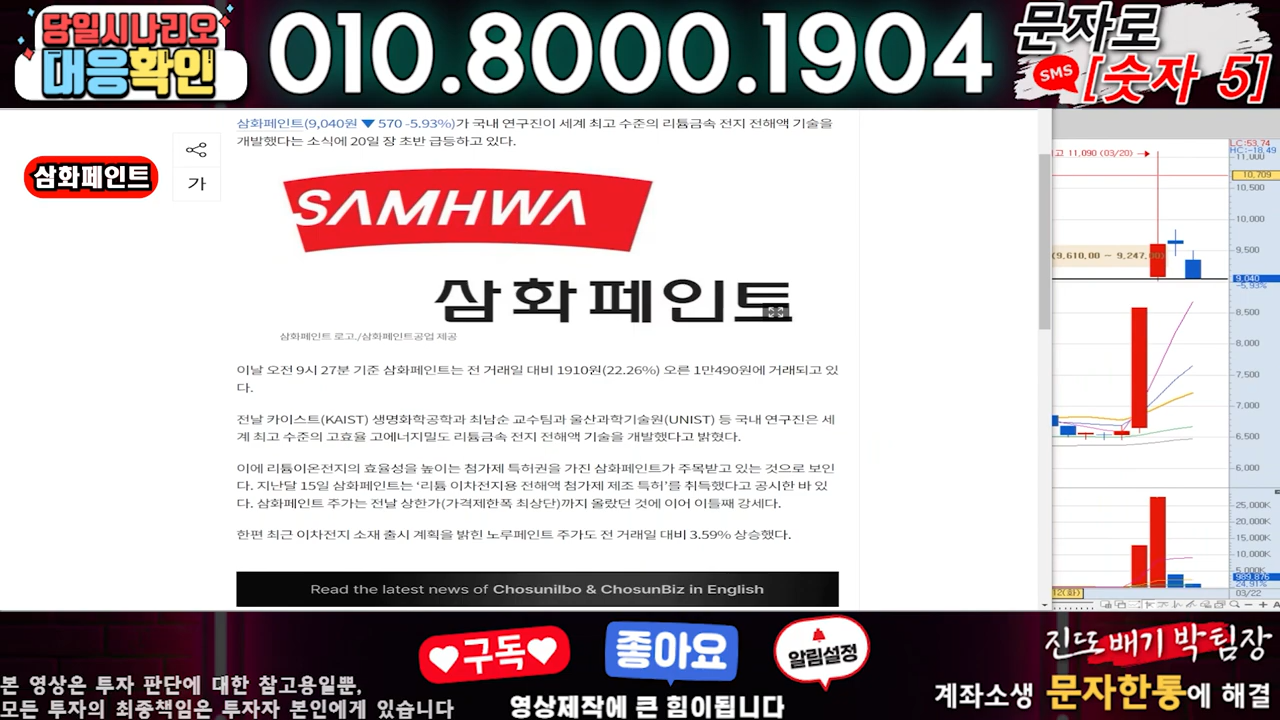 당일시나리오
대응확인
010.8000.1904
문자로
SMS
[숫자 5]
삼화페인트(9,040원 ▼ 570 -5.93%)가 국내 연구진이 세계 최고 수준의 리튬금속 전지 전해액 기술을
개발했다는 소식에 20일 장 초반 급등하고 있다.
삼화페인트
가
SAMHWA
삼화페인트
삼화페인트 로고./삼화페인트공업 제공
이날 오전 9시 27분 기준 삼화페인트는 전 거래일 대비 1910원(22.26%) 오른 1만490원에 거래되고 있
다.
전날 카이스트(KAIST) 생명화학공학과 최남순 교수팀과 울산과학기술원(UNIST) 등 국내 연구진은 세
계 최고 수준의 고효율 고에너지밀도 리튬금속 전지 전해액 기술을 개발했다고 밝혔다.
이에 리튬이온전지의 효율성을 높이는 첨가제 특허권을 가진 삼화페인트가 주목받고 있는 것으로 보인
다. 지난달 15일 삼화페인트는 ‘리튬 이차전지용 전해액 첨가제 제조 특허’를 취득했다고 공시한 바 있
다. 삼화페인트 주가는 전날 상한가(가격제한폭 최상단)까지 올랐던 것에 이어 이틀째 강세다.
한편 최근 이차전지 소재 출시 계획을 밝힌 노루페인트 주가도 전 거래일 대비 3.59% 상승했다.
Read the latest news of Chosunilbo & ChosunBiz in English
LC:53.74
HC:-18.49
고 11,090 (03/20)
11,000
10,709
10,500
10,000
9,500
(9,610.00 ~ 9,247.00)
9,040
-5.93%
8,500
8,000
7,500
7,000
6,500
6,000
25,000K
20,000K
15,000K
10,000K
5,000K
989.876
24.91%
03/22
구독
좋아요
알림설정
진또배기 박팀장
본 영상은 투자 판단에 대한 참고용일뿐,
모든 투자의 최종책임은 투자자 본인에게 있습니다
영상제작에 큰 힘이됩니다
계좌소생 문자한통에 해결